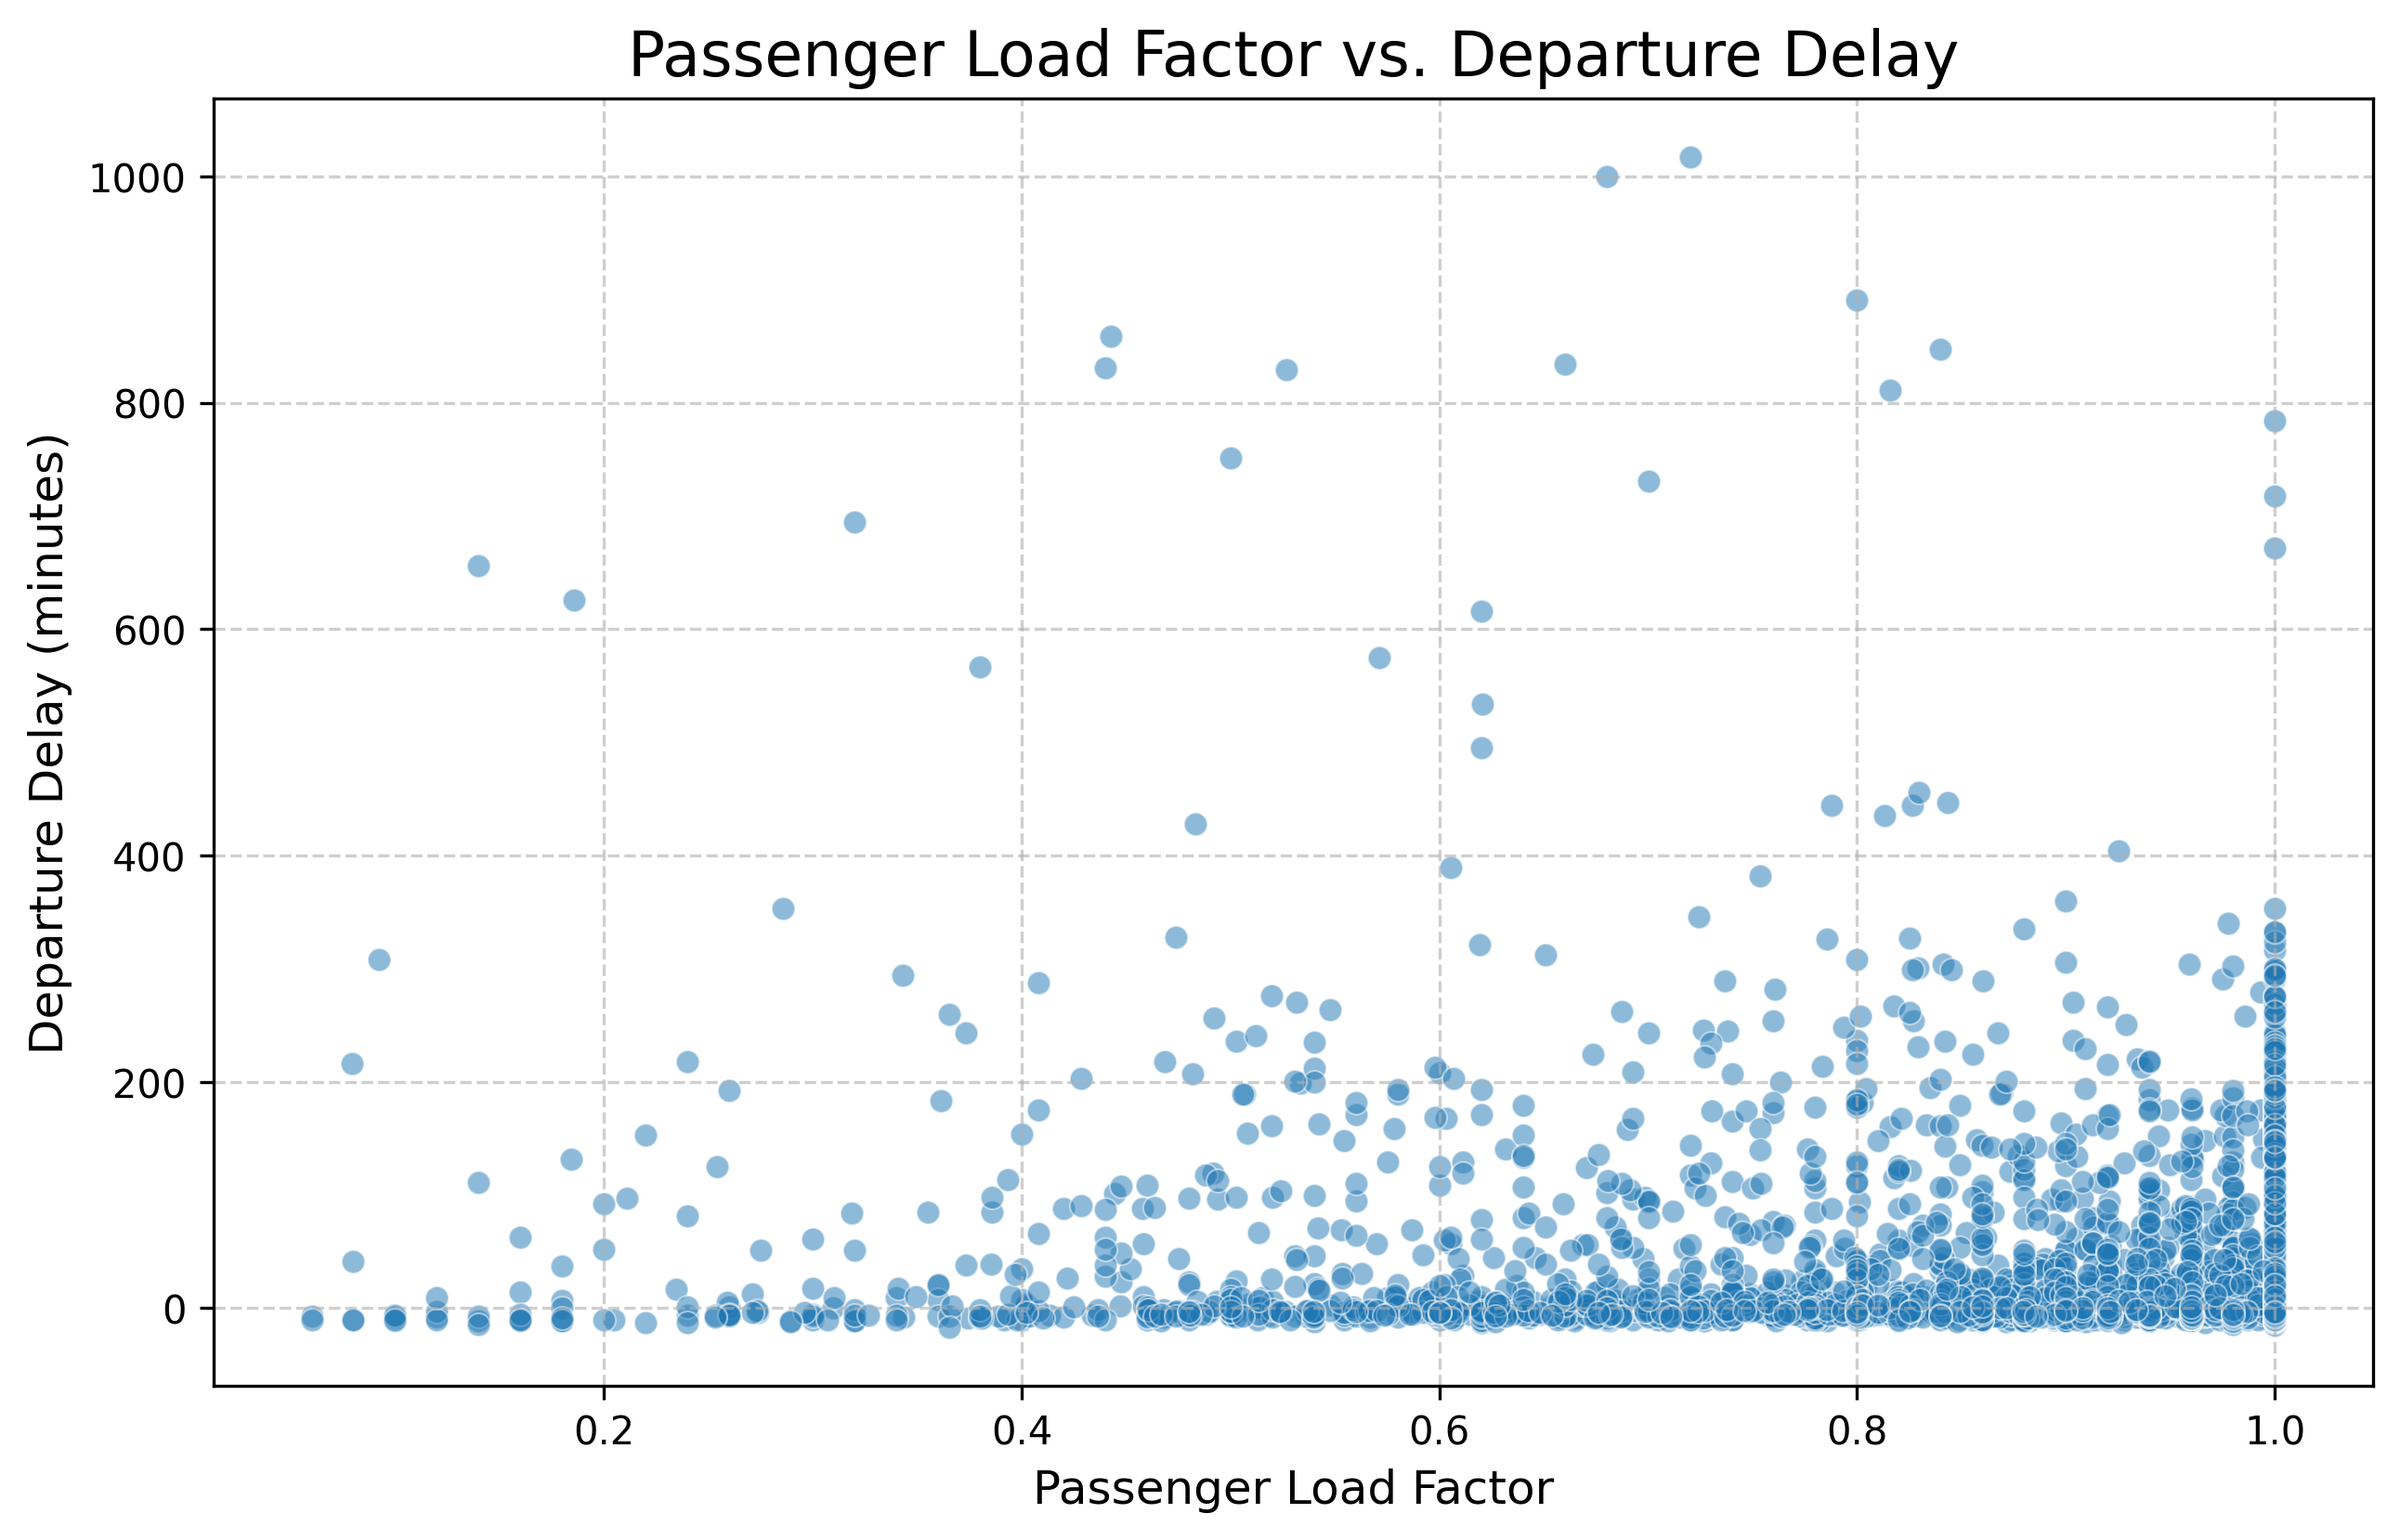 Passenger Load Factor vs. Departure Delay
1000
800
600
400
200
0
Departure Delay (minutes)
0.2 0.4 0.6 0.8 1.0
Passenger Load Factor